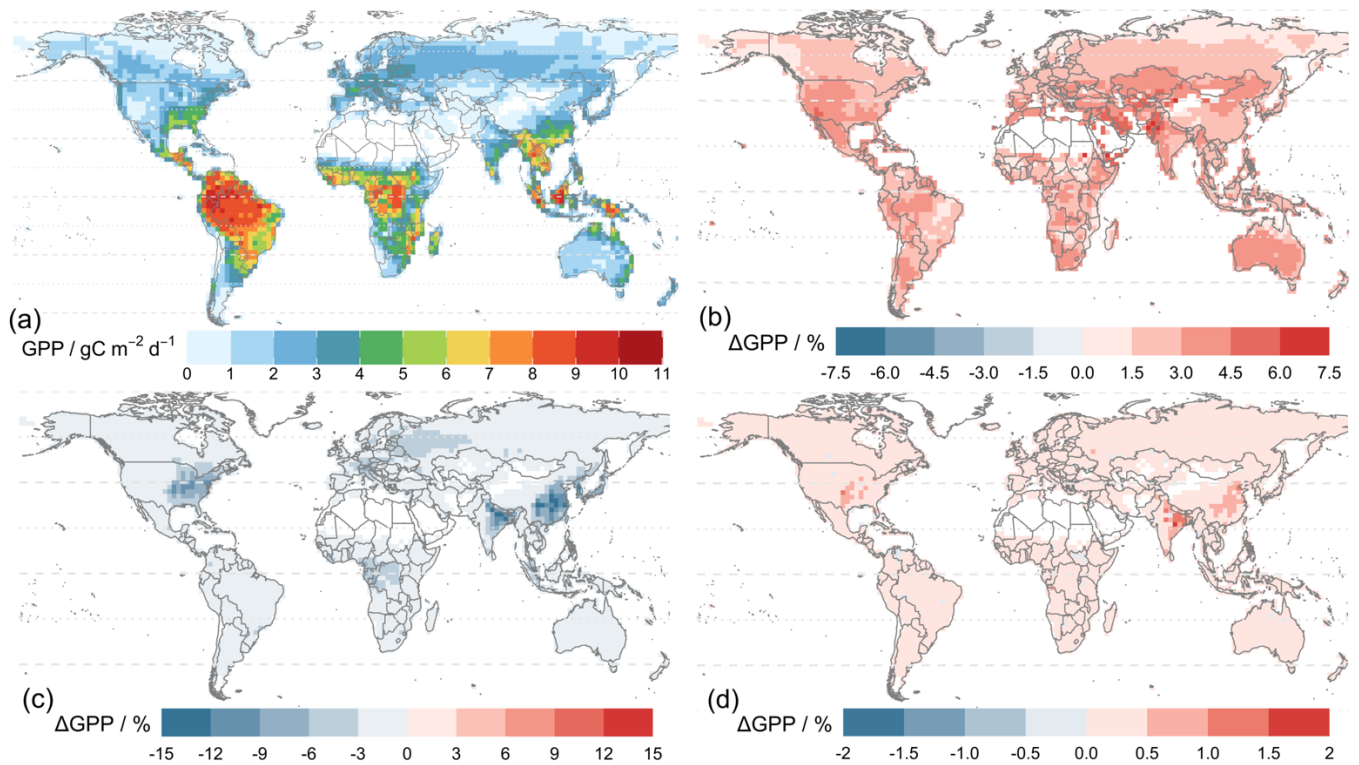 (a)
GPP / gC m⁻² d⁻¹
0 1 2 3 4 5 6 7 8 9 10 11
(b)
ΔGPP / %
-7.5 -6.0 -4.5 -3.0 -1.5 0.0 1.5 3.0 4.5 6.0 7.5
(c)
ΔGPP / %
-15 -12 -9 -6 -3 0 3 6 9 12 15
(d)
ΔGPP / %
-2 -1.5 -1.0 -0.5 0.0 0.5 1.0 1.5 2